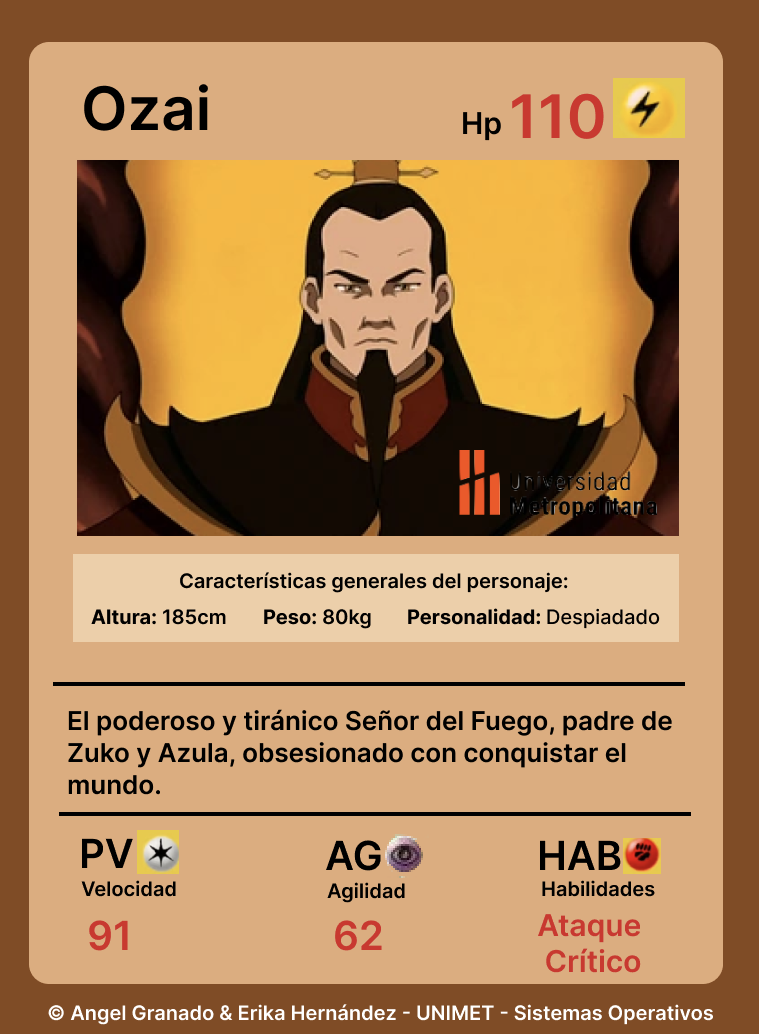 Ozai
Hp 110
Universidad
Metropolitana
Características generales del personaje:
Altura: 185cm Peso: 80kg Personalidad: Despiadado
El poderoso y tiránico Señor del Fuego, padre de
Zuko y Azula, obsesionado con conquistar el
mundo.
PV AG HAB
Velocidad Agilidad Habilidades
91 62 Ataque
Crítico
© Angel Granado & Erika Hernández - UNIMET - Sistemas Operativos